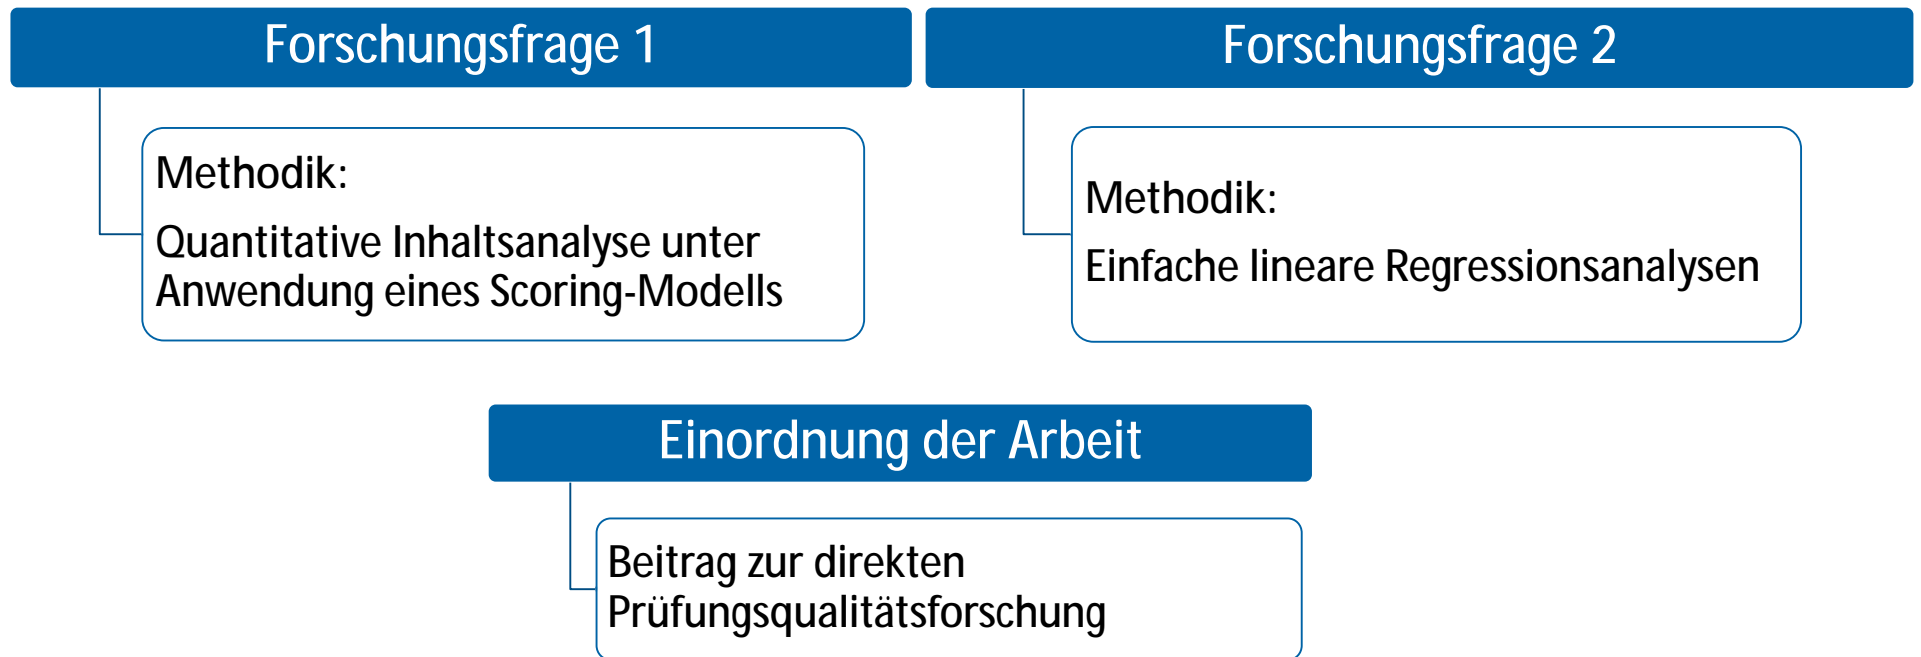 Forschungsfrage 1
Methodik:
Quantitative Inhaltsanalyse unter
Anwendung eines Scoring-Modells
Forschungsfrage 2
Methodik:
Einfache lineare Regressionsanalysen
Einordnung der Arbeit
Beitrag zur direkten
Prüfungsqualitätsforschung